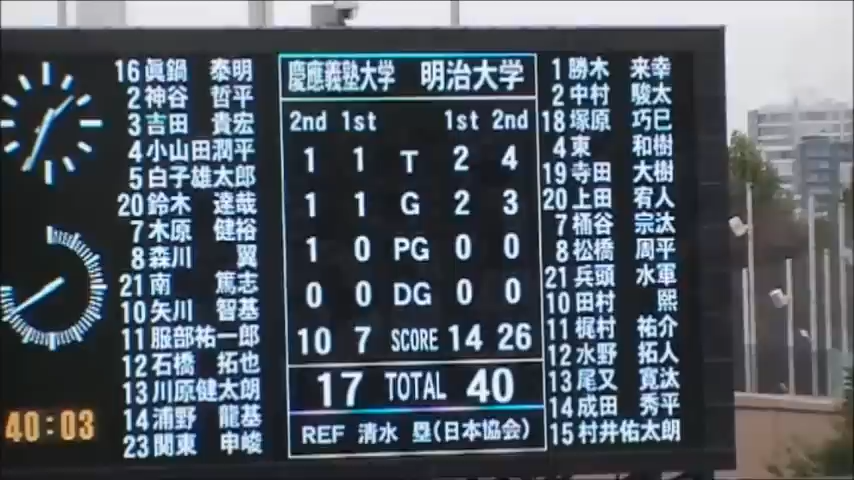 慶應義塾大学 明治大学
16 眞鍋 泰明
2 神谷 哲平
3 吉田 貴宏
4 小山田潤平
5 白子雄太郎
20 鈴木 達哉
7 木原 健裕
8 森川 翼
21 南 篤志
10 矢川 智基
11 服部祐一郎
12 石橋 拓也
13 川原健太朗
14 浦野 龍基
23 関東 申峻
40:03
2nd 1st 1st 2nd
1 1 T 2 4
1 1 G 2 3
1 0 PG 0 0
0 0 DG 0 0
10 7 SCORE 14 26
17 TOTAL 40
REF 清水 塁(日本協会)
1 勝木 来幸
2 中村 駿太
18 塚原 巧巳
4 東 和樹
19 寺田 大樹
20 上田 宥人
7 桶谷 宗汰
8 松橋 周平
21 兵頭 水軍
10 田村 熙
11 梶村 祐介
12 水野 拓人
13 尾又 寛汰
14 成田 秀平
15 村井佑太朗